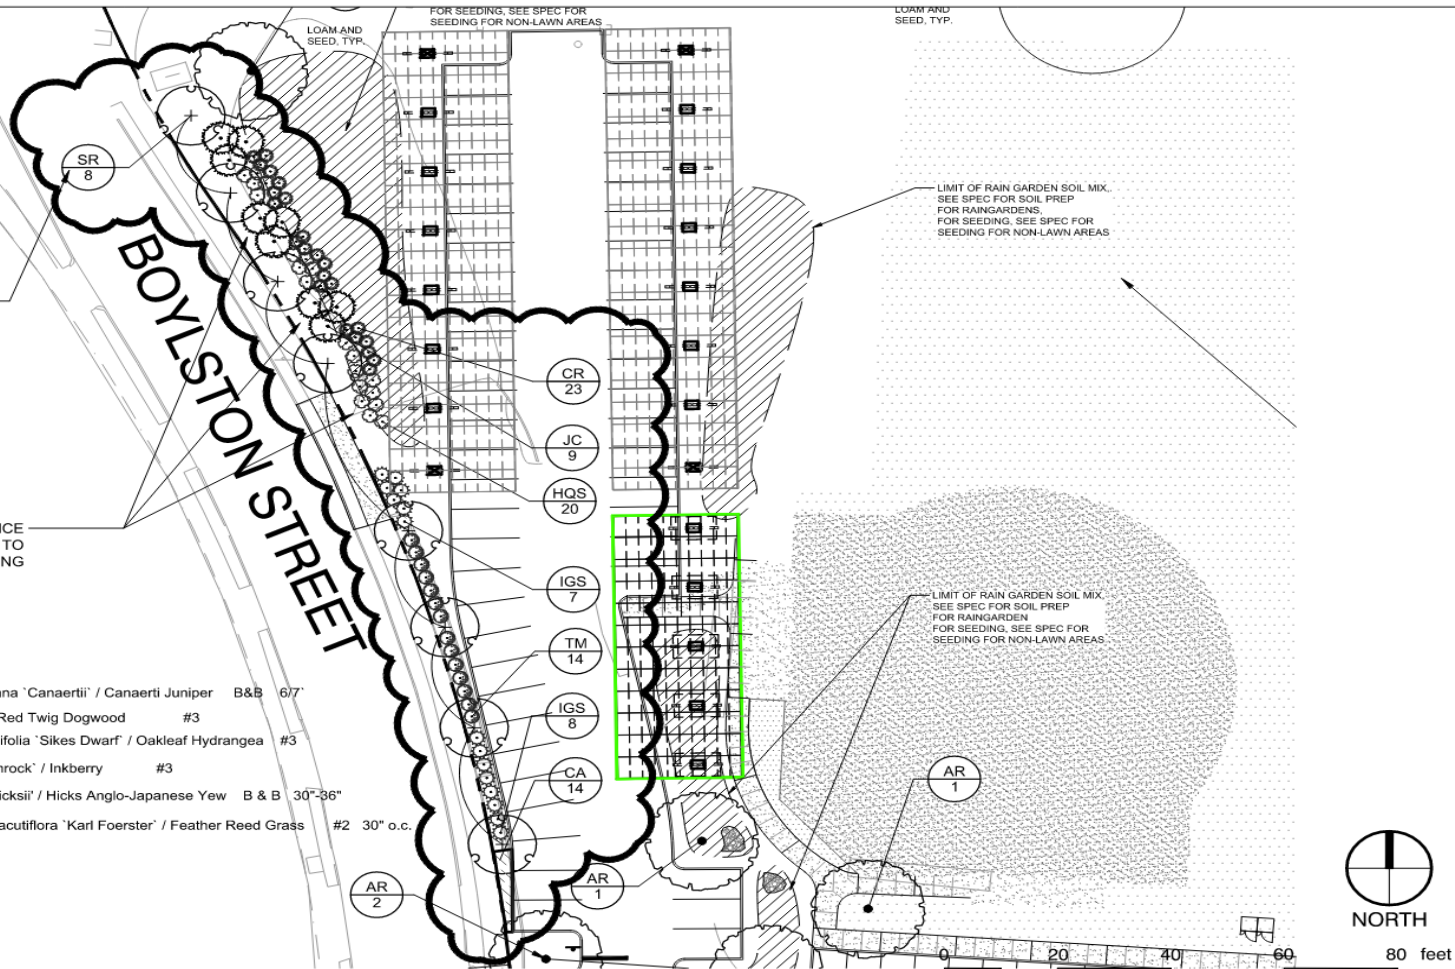 FOR SEEDING, SEE SPEC FOR
SEEDING FOR NON-LAWN AREAS
LOAM AND
SEED, TYP.
LOAM AND
SEED, TYP.
SR
8
LIMIT OF RAIN GARDEN SOIL MIX,
SEE SPEC FOR SOIL PREP
FOR RAINGARDENS,
FOR SEEDING, SEE SPEC FOR
SEEDING FOR NON-LAWN AREAS
BOYLSTON STREET
CR
23
JC
9
HQS
20
ICE
TO
NG
IGS
7
LIMIT OF RAIN GARDEN SOIL MIX,
SEE SPEC FOR SOIL PREP
FOR RAINGARDEN
FOR SEEDING, SEE SPEC FOR
SEEDING FOR NON-LAWN AREAS
TM
14
IGS
8
CA
14
na `Canaertii` / Canaerti Juniper B&B 6/7`
Red Twig Dogwood #3
ifolia `Sikes Dwarf` / Oakleaf Hydrangea #3
nrock` / Inkberry #3
icksii' / Hicks Anglo-Japanese Yew B & B 30"-36"
acutiflora `Karl Foerster` / Feather Reed Grass #2 30" o.c.
AR
1
AR
2
AR
1
NORTH
0 20 40 60 80 feet